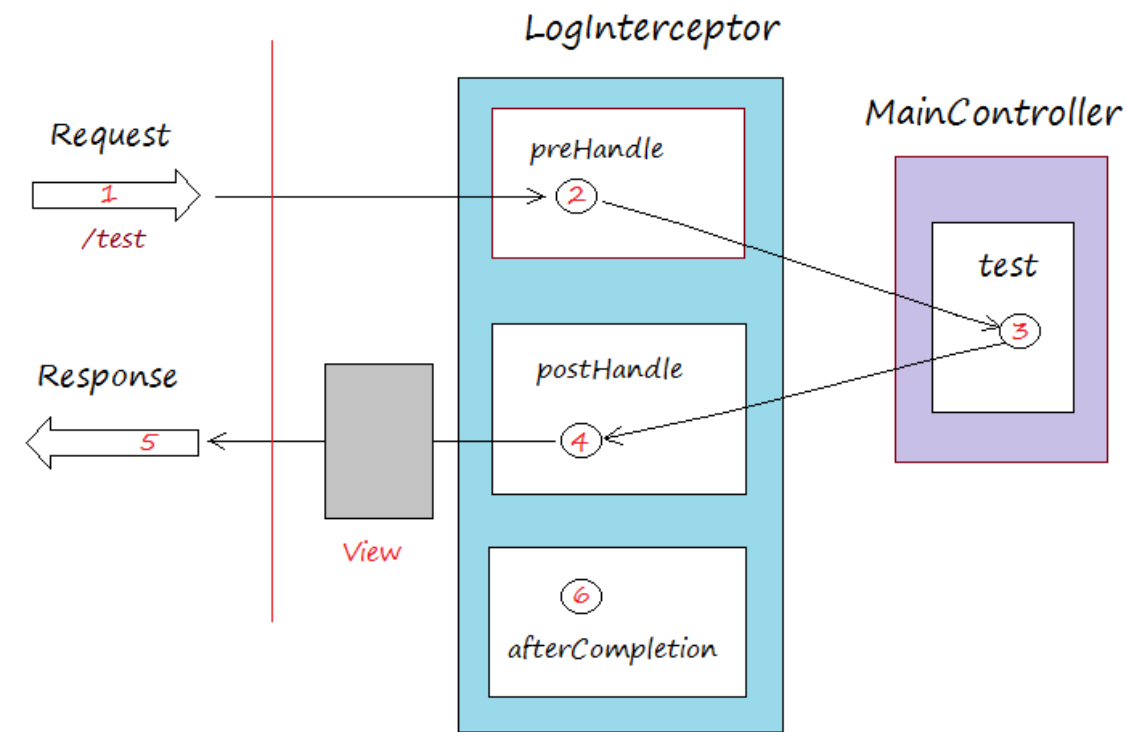 LogInterceptor
MainController
Request
1
/test
preHandle
2
test
3
Response
5
View
postHandle
4
6
afterCompletion